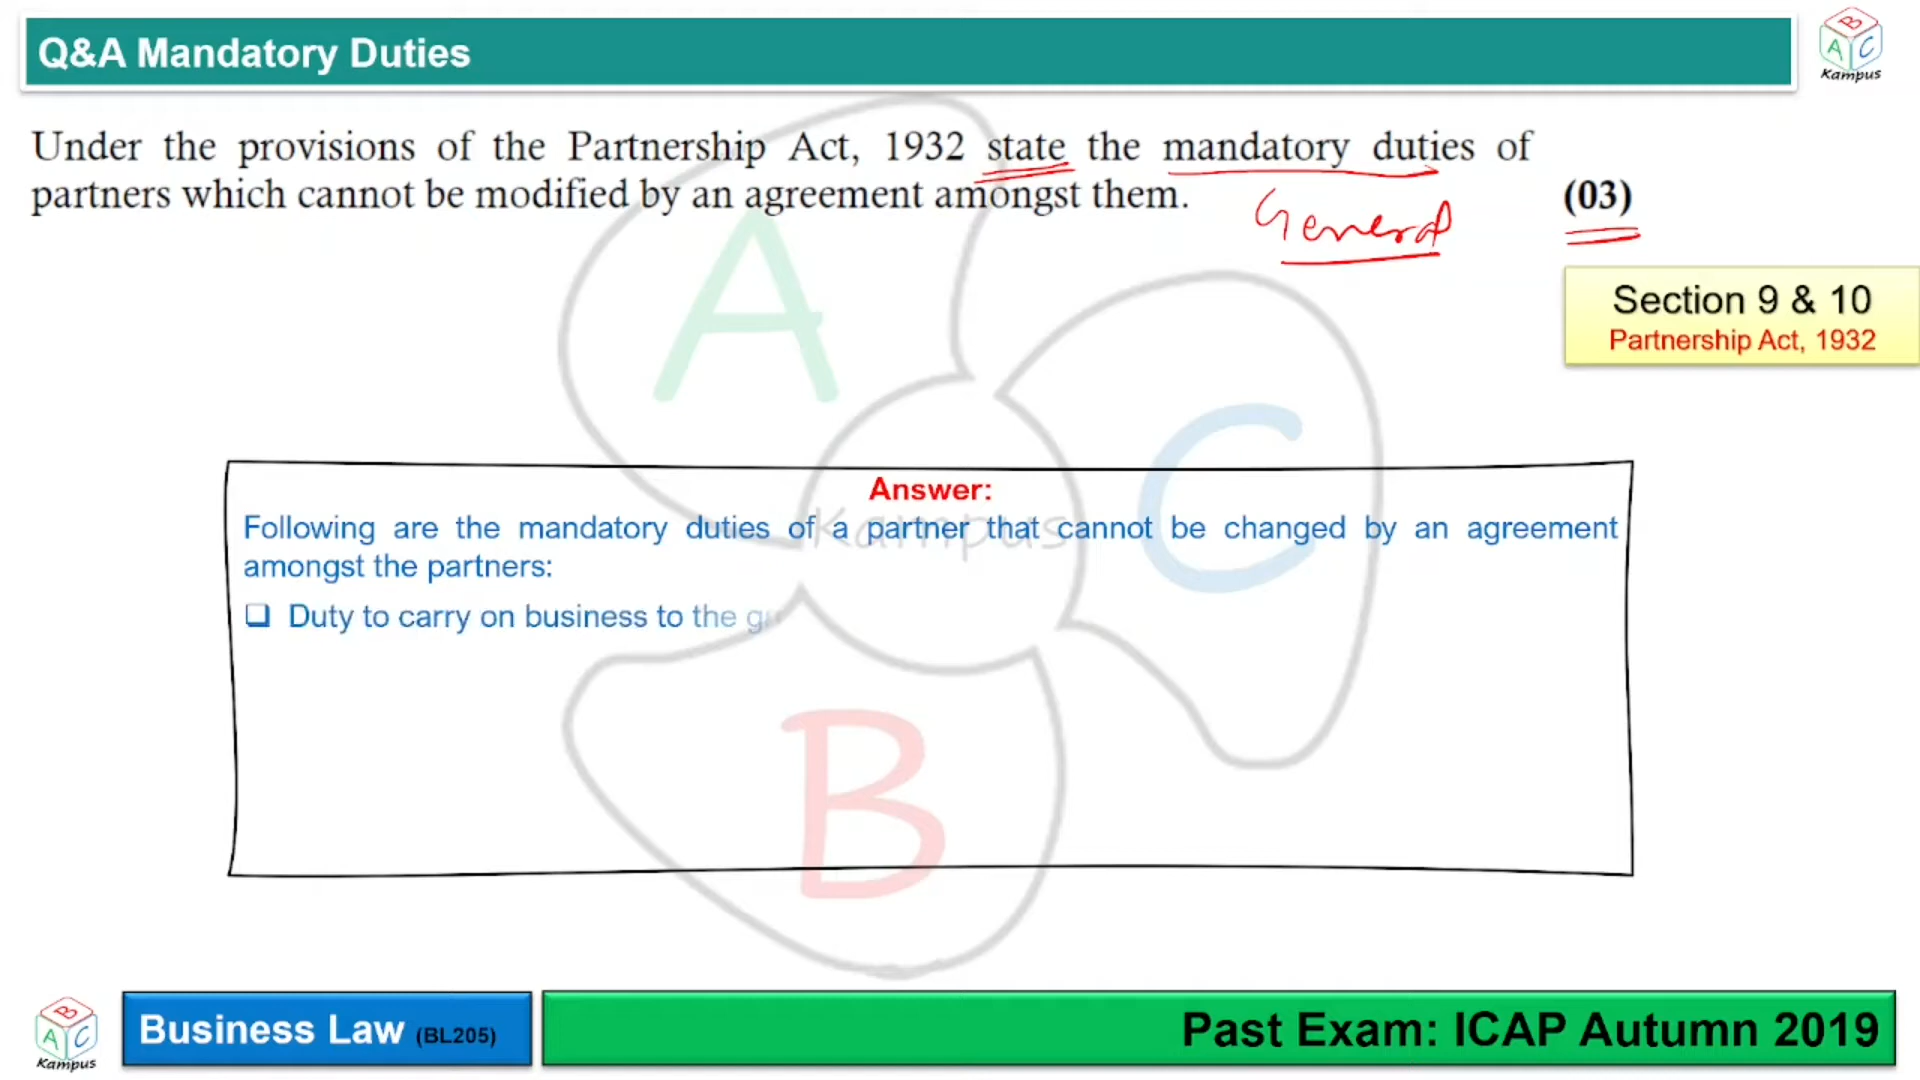 Q&A Mandatory Duties
B
A C
Kampus
Under the provisions of the Partnership Act, 1932 state the mandatory duties of
partners which cannot be modified by an agreement amongst them.
(03)
General
Section 9 & 10
Partnership Act, 1932
A
C
Kampus
B
Answer:
Following are the mandatory duties of a partner that cannot be changed by an agreement
amongst the partners:
❑ Duty to carry on business to the
B
A C
Kampus
Business Law (BL205)
Past Exam: ICAP Autumn 2019